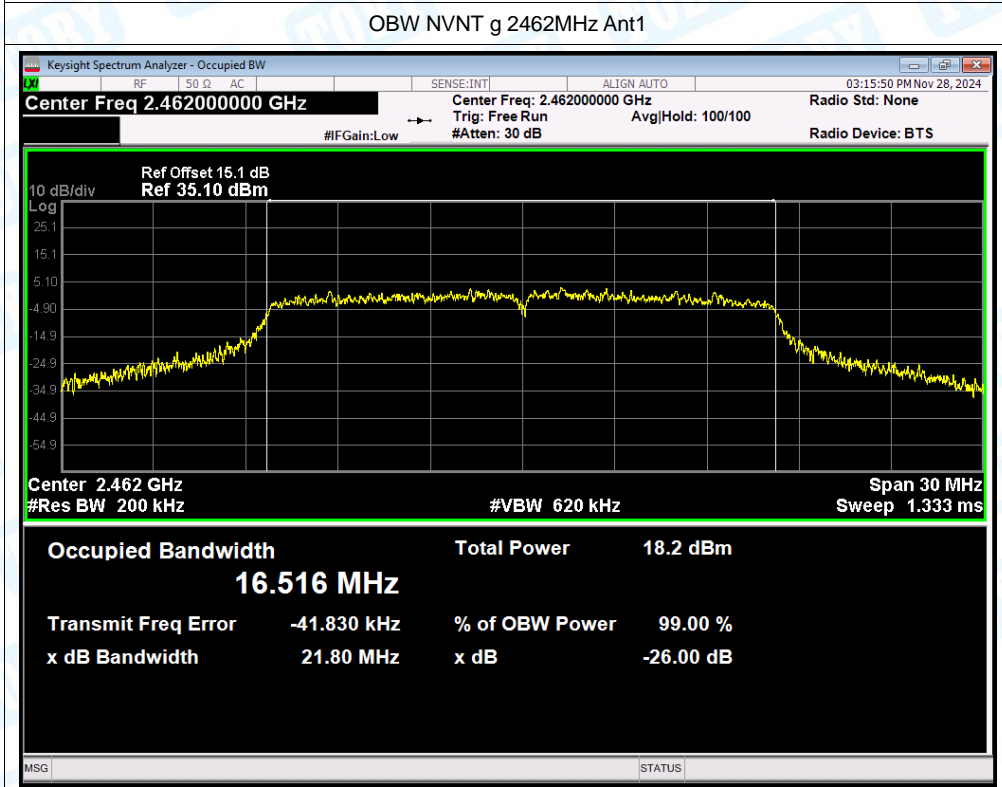 OBW NVNT g 2462MHz Ant1
Keysight Spectrum Analyzer - Occupied BW
LXI RF 50 Ω AC SENSE:INT ALIGN AUTO 03:15:50 PM Nov 28, 2024
Center Freq 2.462000000 GHz Center Freq: 2.462000000 GHz Radio Std: None
Trig: Free Run Avg|Hold: 100/100
#IFGain:Low #Atten: 30 dB Radio Device: BTS
Ref Offset 15.1 dB
10 dB/div Ref 35.10 dBm
Log
25.1
15.1
5.10
-4.90
-14.9
-24.9
-34.9
-44.9
-54.9
Center 2.462 GHz Span 30 MHz
#Res BW 200 kHz #VBW 620 kHz Sweep 1.333 ms
Occupied Bandwidth Total Power 18.2 dBm
16.516 MHz
Transmit Freq Error -41.830 kHz % of OBW Power 99.00 %
x dB Bandwidth 21.80 MHz x dB -26.00 dB
MSG STATUS